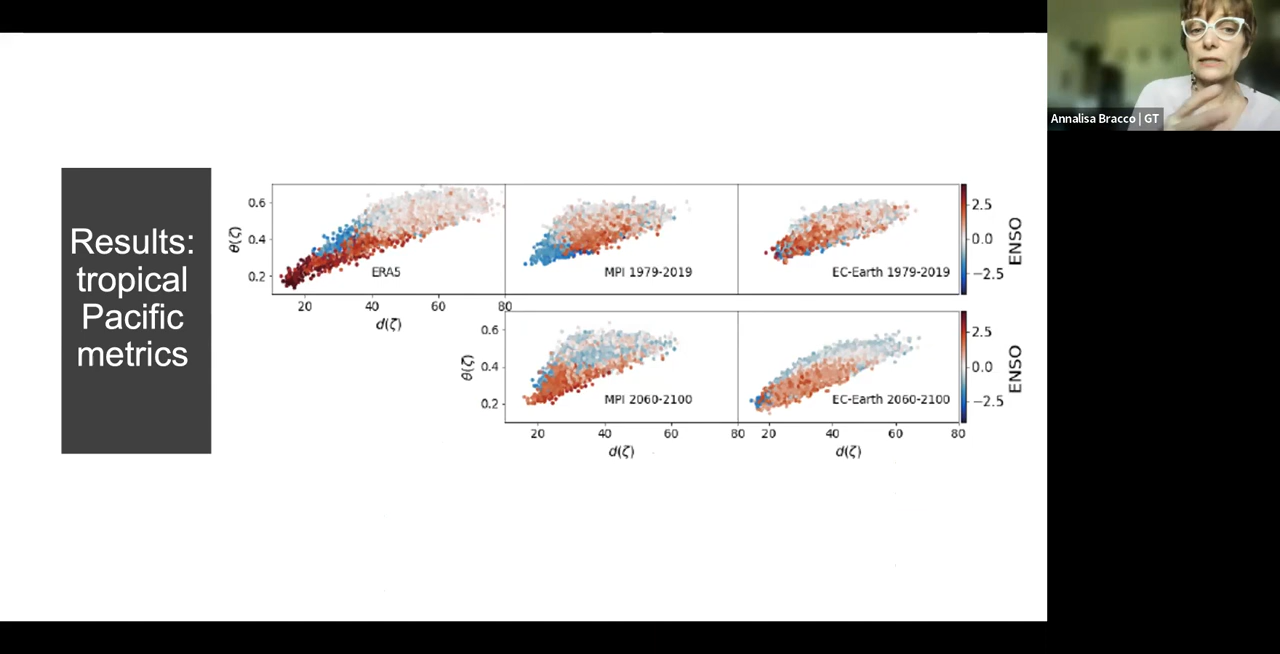 Annalisa Bracco | GT
Results:
tropical
Pacific
metrics
θ(ζ)
0.6
0.4
0.2
ERA5
MPI 1979-2019
EC-Earth 1979-2019
2.5
0.0
−2.5
ENSO
20
40
60
80
d(ζ)
θ(ζ)
0.6
0.4
0.2
MPI 2060-2100
EC-Earth 2060-2100
2.5
0.0
−2.5
ENSO
20
40
60
80
20
40
60
80
d(ζ)
d(ζ)